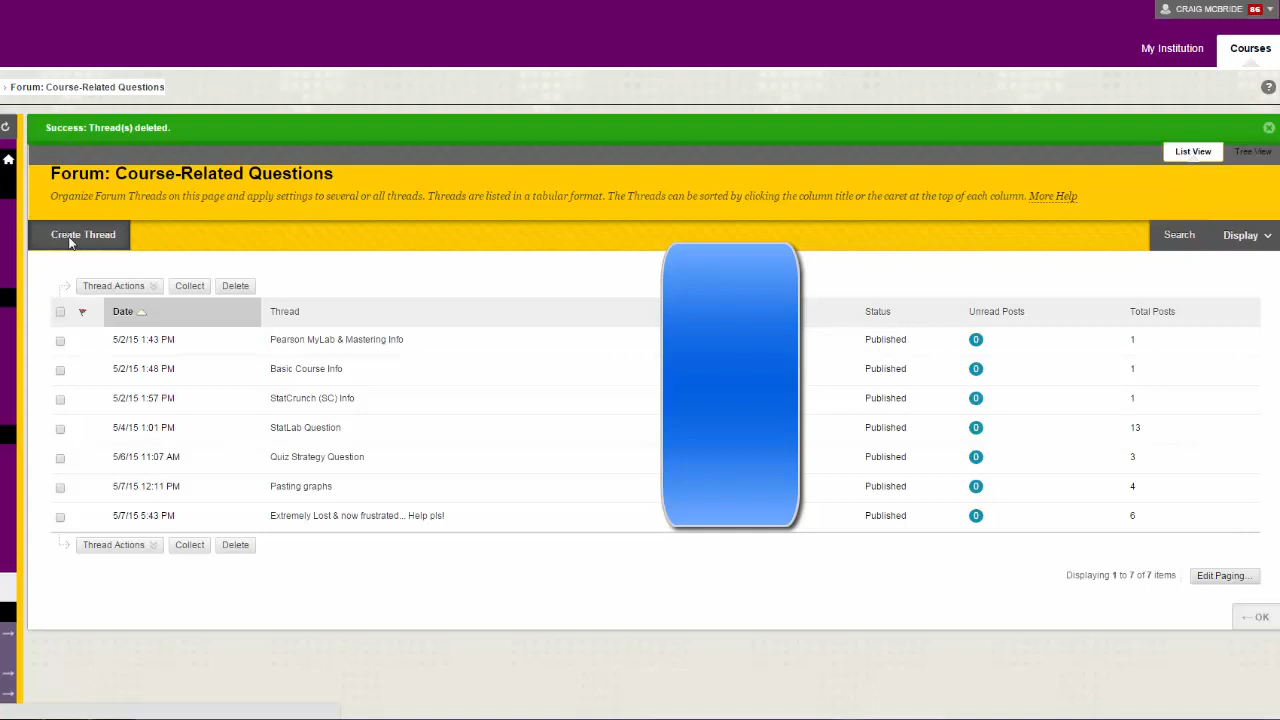 CRAIG MCBRIDE 86
My Institution Courses
Forum: Course-Related Questions
Success: Thread(s) deleted.
List View Tree View
Forum: Course-Related Questions
Organize Forum Threads on this page and apply settings to several or all threads. Threads are listed in a tabular format. The Threads can be sorted by clicking the column title or the caret at the top of each column. More Help
Create Thread Search Display
Thread Actions Collect Delete
Date Thread Status Unread Posts Total Posts
5/2/15 1:43 PM Pearson MyLab & Mastering Info Published 0 1
5/2/15 1:48 PM Basic Course Info Published 0 1
5/2/15 1:57 PM StatCrunch (SC) Info Published 0 1
5/4/15 1:01 PM StatLab Question Published 0 13
5/6/15 11:07 AM Quiz Strategy Question Published 0 3
5/7/15 12:11 PM Pasting graphs Published 0 4
5/7/15 5:43 PM Extremely Lost & now frustrated... Help pls! Published 0 6
Thread Actions Collect Delete
Displaying 1 to 7 of 7 items Edit Paging...
← OK